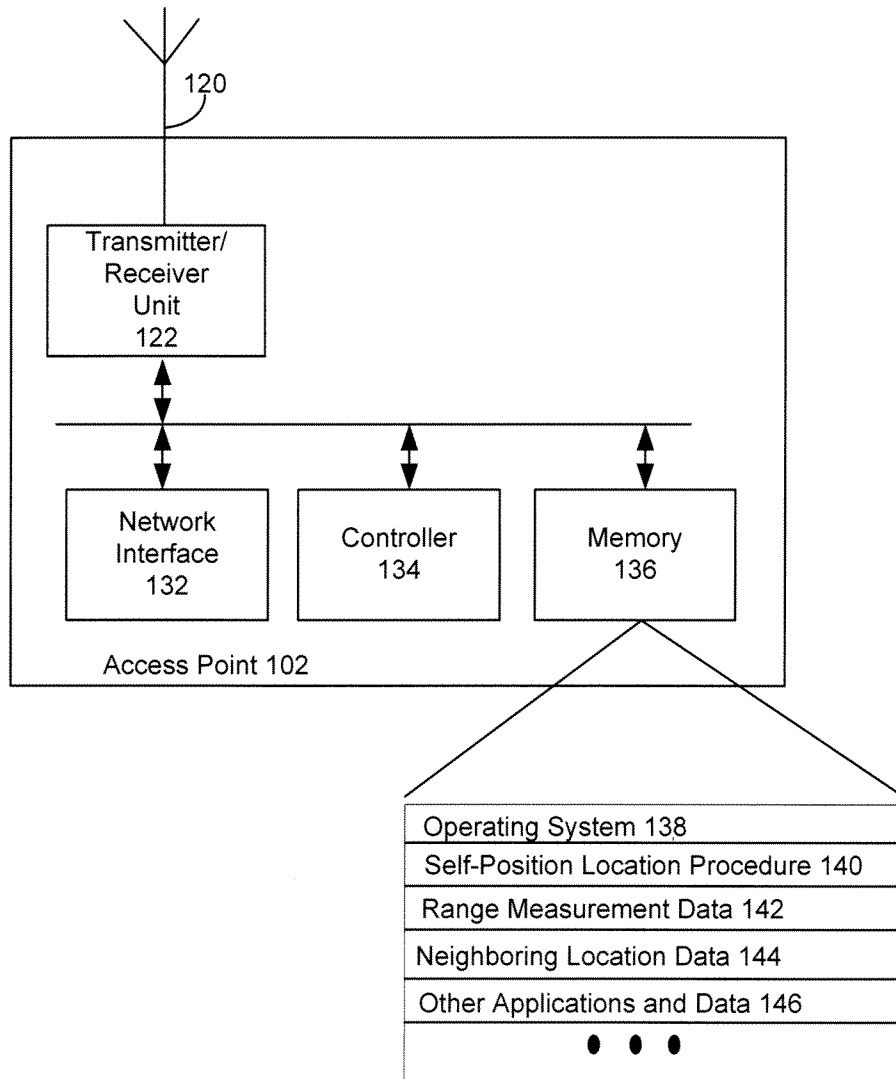 120
Transmitter/
Receiver
Unit
122
Network
Interface
132
Controller
134
Memory
136
Access Point 102
Operating System 138
Self-Position Location Procedure 140
Range Measurement Data 142
Neighboring Location Data 144
Other Applications and Data 146